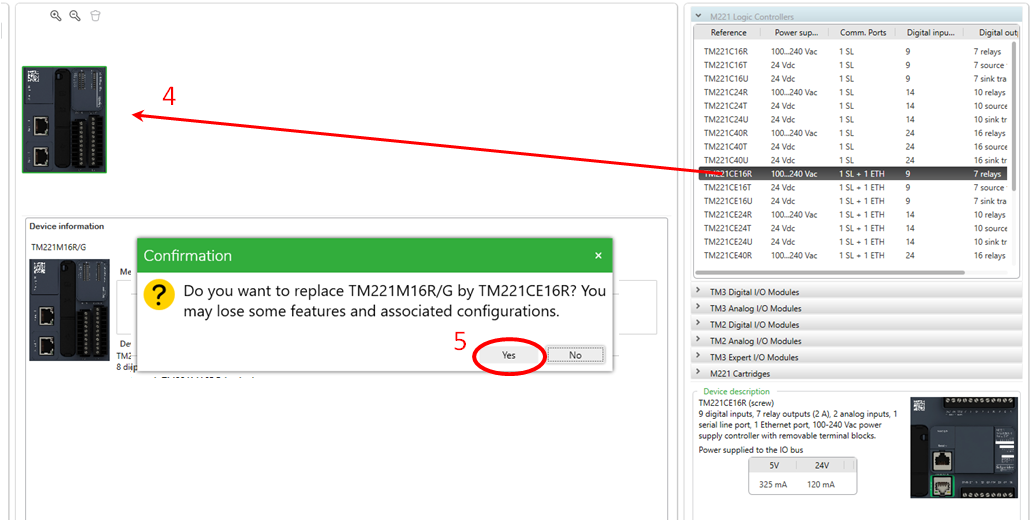 4
Device information
TM221M16R/G
Me
De
TM2
8 di
Confirmation
×
Do you want to replace TM221M16R/G by TM221CE16R? You
may lose some features and associated configurations.
5
Yes
No
M221 Logic Controllers
Reference Power sup... Comm. Ports Digital inpu... Digital outp
TM221C16R 100...240 Vac 1 SL 9 7 relays
TM221C16T 24 Vdc 1 SL 9 7 source
TM221C16U 24 Vdc 1 SL 9 7 sink tra
TM221C24R 100...240 Vac 1 SL 14 10 relays
TM221C24T 24 Vdc 1 SL 14 10 source
TM221C24U 24 Vdc 1 SL 14 10 sink tr
TM221C40R 100...240 Vac 1 SL 24 16 relays
TM221C40T 24 Vdc 1 SL 24 16 source
TM221C40U 24 Vdc 1 SL 24 16 sink tr
TM221CE16R 100...240 Vac 1 SL + 1 ETH 9 7 relays
TM221CE16T 24 Vdc 1 SL + 1 ETH 9 7 source
TM221CE16U 24 Vdc 1 SL + 1 ETH 9 7 sink tra
TM221CE24R 100...240 Vac 1 SL + 1 ETH 14 10 relays
TM221CE24T 24 Vdc 1 SL + 1 ETH 14 10 source
TM221CE24U 24 Vdc 1 SL + 1 ETH 14 10 sink tr
TM221CE40R 100...240 Vac 1 SL + 1 ETH 24 16 relays
TM3 Digital I/O Modules
TM3 Analog I/O Modules
TM2 Digital I/O Modules
TM2 Analog I/O Modules
TM3 Expert I/O Modules
M221 Cartridges
Device description
TM221CE16R (screw)
9 digital inputs, 7 relay outputs (2 A), 2 analog inputs, 1
serial line port, 1 Ethernet port, 100-240 Vac power
supply controller with removable terminal blocks.
Power supplied to the IO bus
5V 24V
325 mA 120 mA